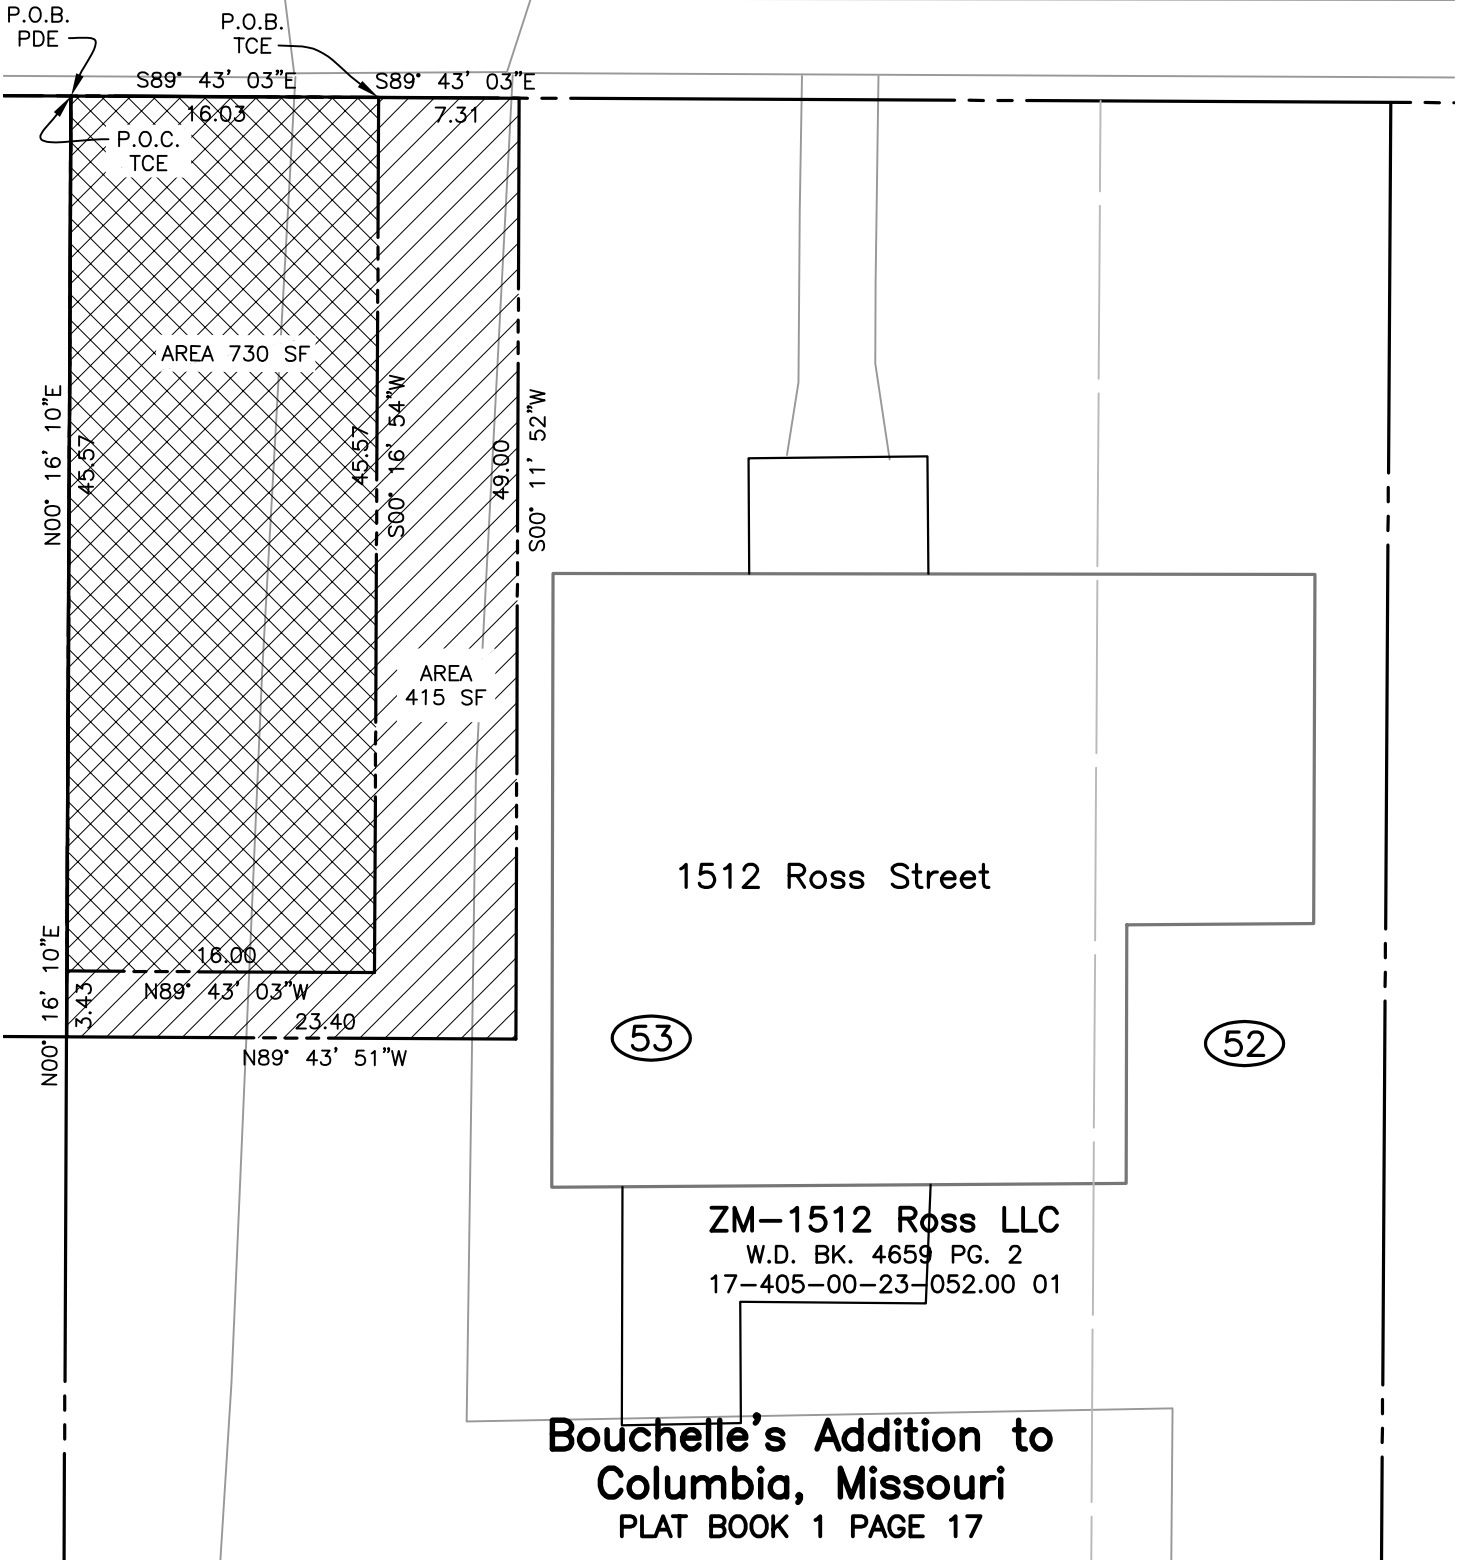 P.O.B.
PDE
P.O.B.
TCE
S89° 43' 03"E
S89° 43' 03"E
16.03
7.31
P.O.C.
TCE
AREA 730 SF
N00° 16' 10"E
45.57
45.57
S00° 16' 54"W
49.00
S00° 11' 52"W
AREA
415 SF
1512 Ross Street
N00° 16' 10"E
3.43
16.00
N89° 43' 03"W
23.40
N89° 43' 51"W
53
52
ZM-1512 Ross LLC
W.D. BK. 4659 PG. 2
17-405-00-23-052.00 01
Bouchelle's Addition to
Columbia, Missouri
PLAT BOOK 1 PAGE 17